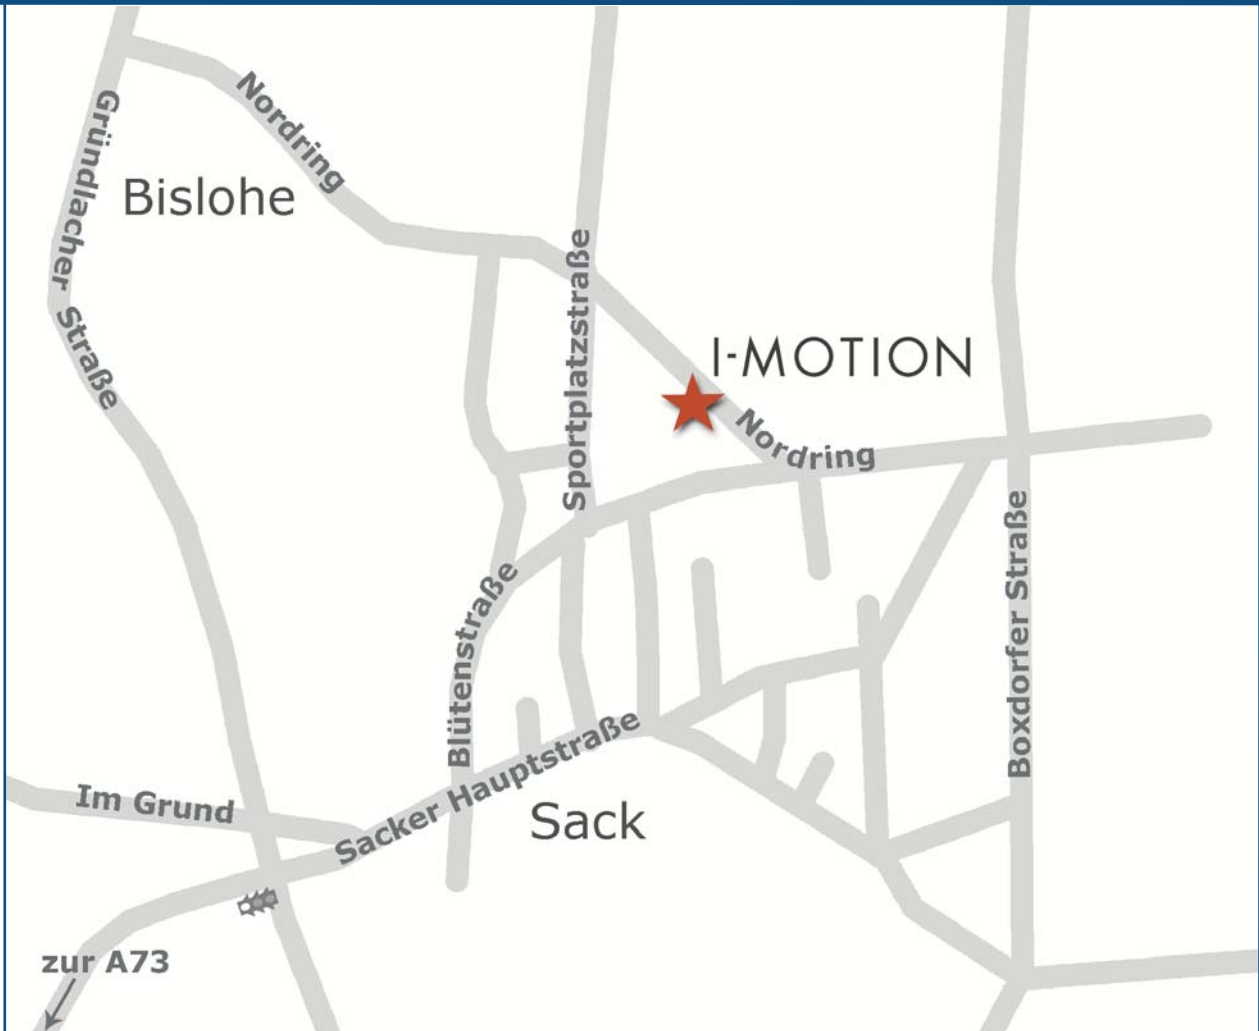 Gründlacher Straße
Nordring
Bislohe
Sportplatzstraße
I-MOTION
Nordring
Boxdorfer Straße
Blütenstraße
Im Grund
Sacker Hauptstraße
Sack
zur A73